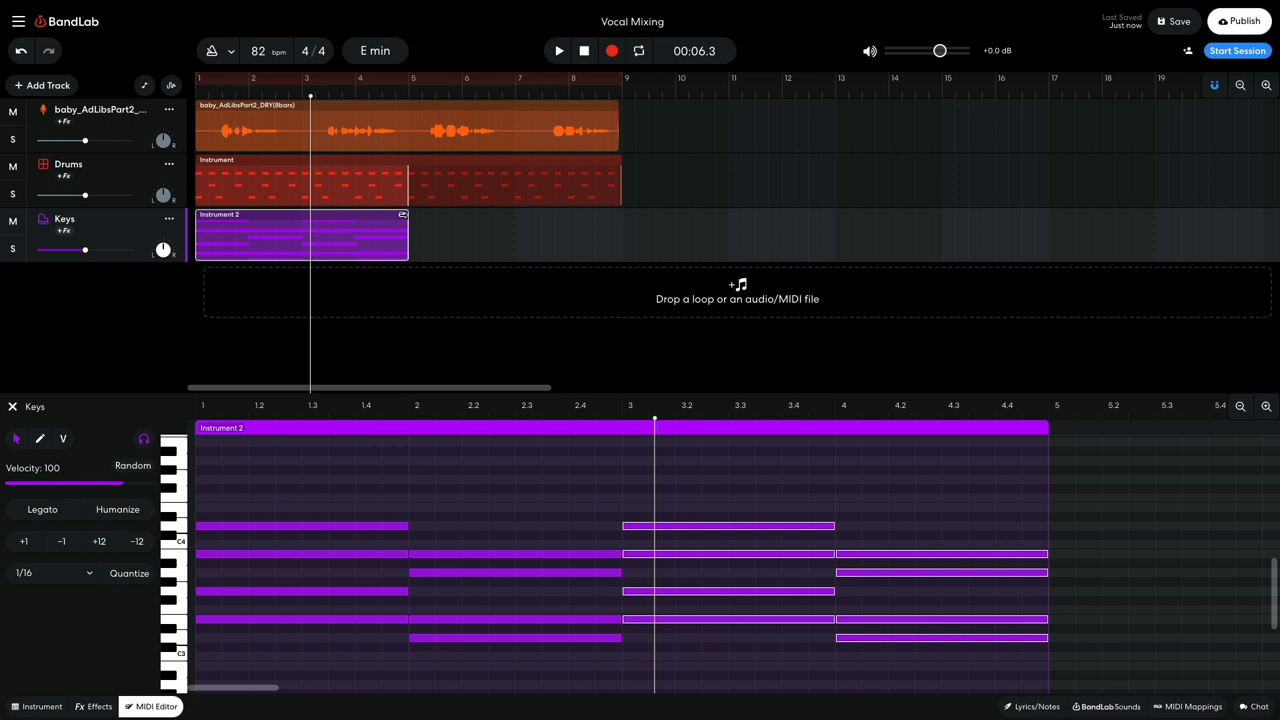 BandLab
Vocal Mixing
Last Saved
Just now
Save
Publish
82 bpm
4/4
E min
00:06.3
+0.0 dB
Start Session
+ Add Track
1 2 3 4 5 6 7 8 9 10 11 12 13 14 15 16 17 18 19
M baby_AdLibsPart2_... ...
+Fx
S L R
baby_AdLibsPart2_DRY(8bars)
M Drums ...
+Fx
S L R
Instrument
M Keys ...
+Fx
S L R
Instrument 2
Drop a loop or an audio/MIDI file
Keys
1 1.2 1.3 1.4 2 2.2 2.3 2.4 3 3.2 3.3 3.4 4 4.2 4.3 4.4 5 5.2 5.3 5.4
Instrument 2
V
Velocity: 100 Random
Legato Humanize
+1 −1 +12 −12
1/16 Quantize
C4
C3
Instrument Fx Effects MIDI Editor
Lyrics/Notes BandLab Sounds MIDI Mappings Chat